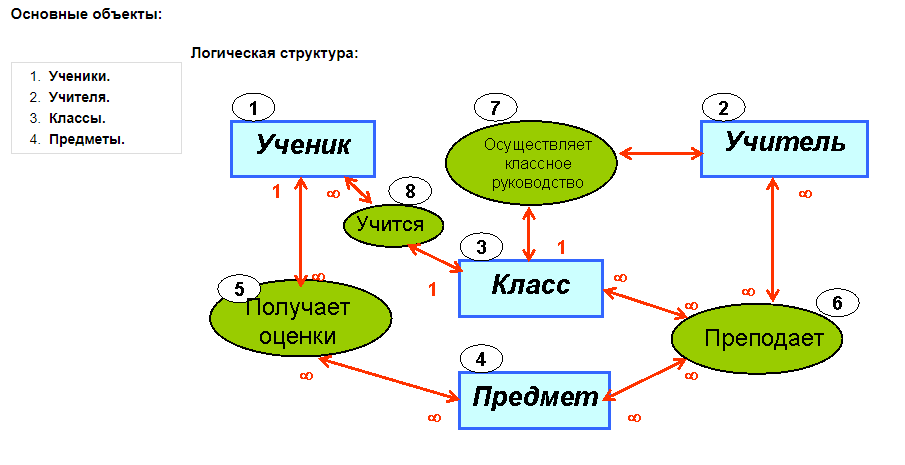 Основные объекты:
Логическая структура:
1. Ученики.
2. Учителя.
3. Классы.
4. Предметы.
1
7
2
Ученик
Осуществляет
классное
руководство
Учитель
1
∞
8
∞
Учится
3
1
1
Класс
∞
∞
5
∞
∞
6
Получает
оценки
Преподает
∞
4
∞
Предмет
∞
∞